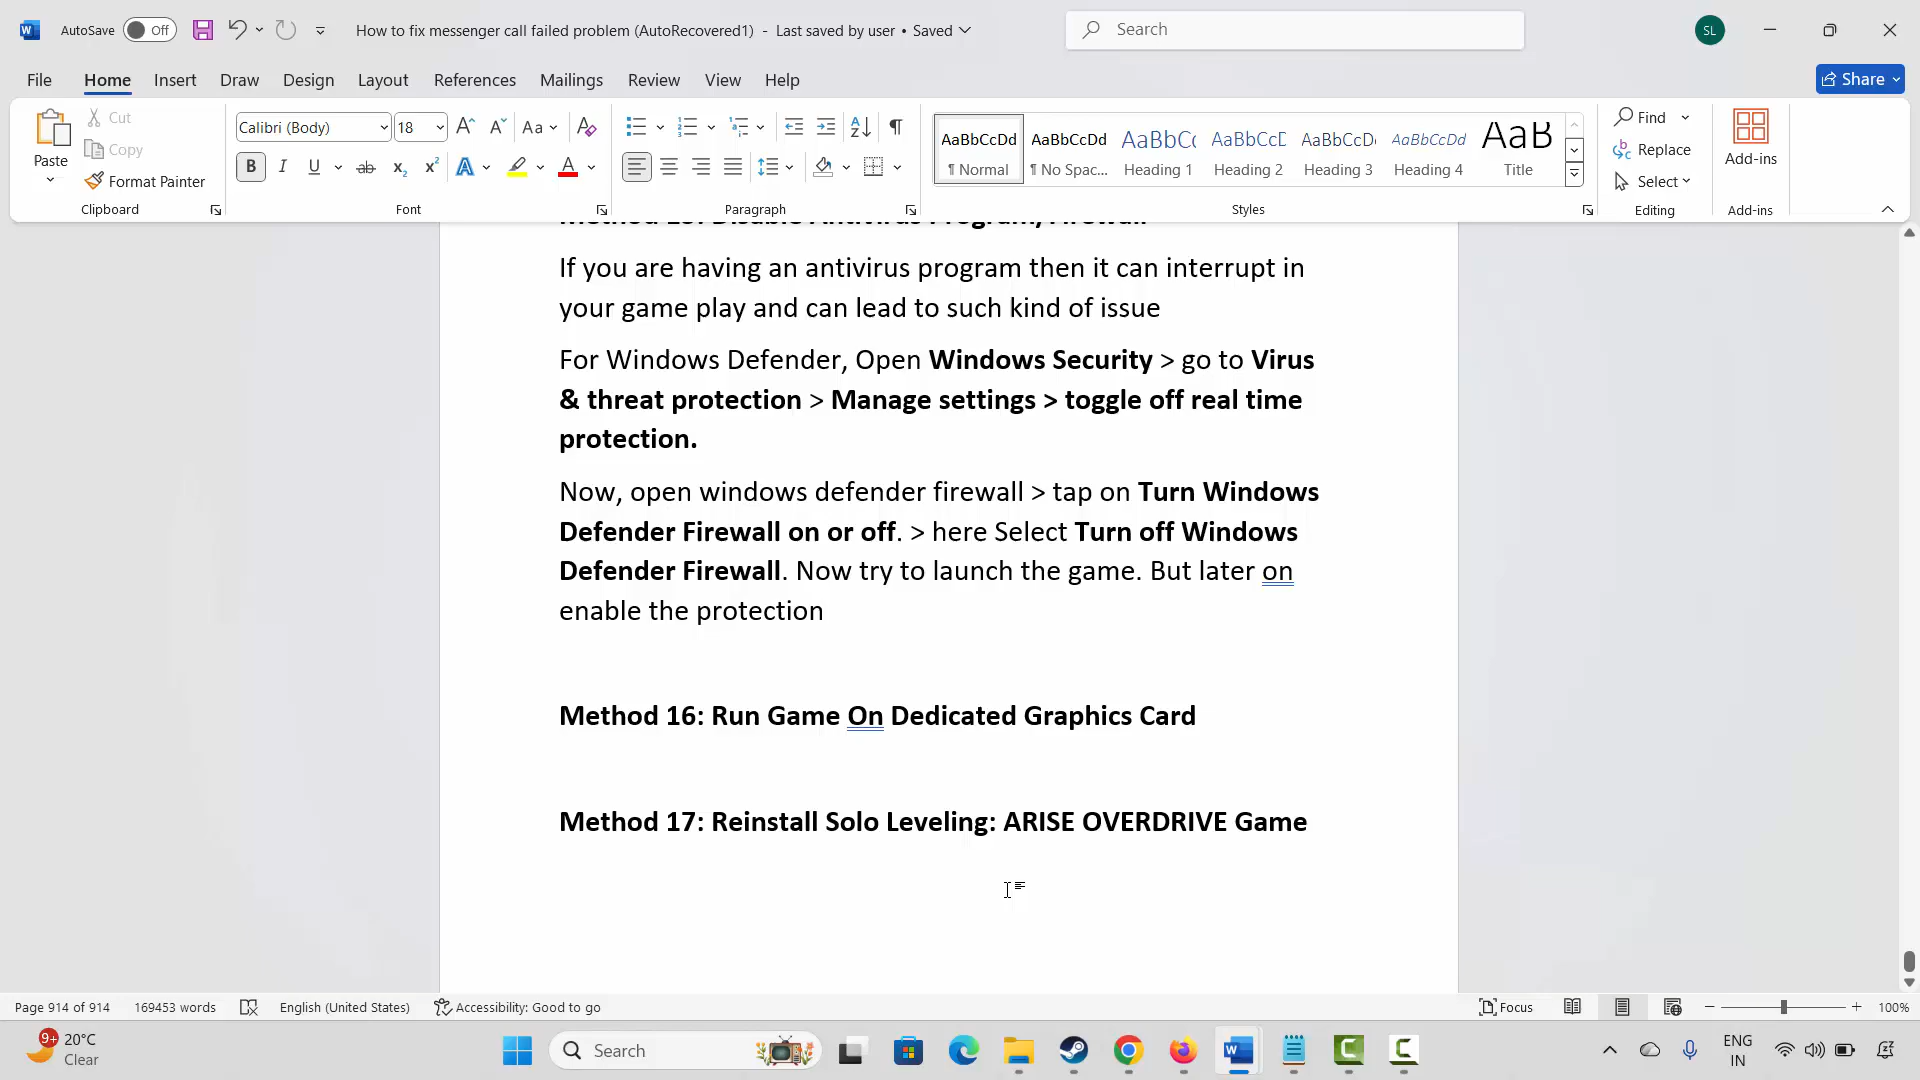 AutoSave Off How to fix messenger call failed problem (AutoRecovered1) - Last saved by user • Saved Search SL
File Home Insert Draw Design Layout References Mailings Review View Help Share
Paste Cut Copy Format Painter Clipboard
Calibri (Body) 18 Font
Paragraph
AaBbCcDd ¶ Normal
AaBbCcDd ¶ No Spac...
Heading 1
Heading 2
Heading 3
AaBbCcDd Heading 4
AaB Title
Styles
Find Replace Select Editing
Add-ins Add-ins
If you are having an antivirus program then it can interrupt in
your game play and can lead to such kind of issue
For Windows Defender, Open Windows Security > go to Virus
& threat protection > Manage settings > toggle off real time
protection.
Now, open windows defender firewall > tap on Turn Windows
Defender Firewall on or off. > here Select Turn off Windows
Defender Firewall. Now try to launch the game. But later on
enable the protection
Method 16: Run Game On Dedicated Graphics Card
Method 17: Reinstall Solo Leveling: ARISE OVERDRIVE Game
Page 914 of 914 169453 words English (United States) Accessibility: Good to go Focus 100%
9+ 20°C
Clear
Search
ENG
IN